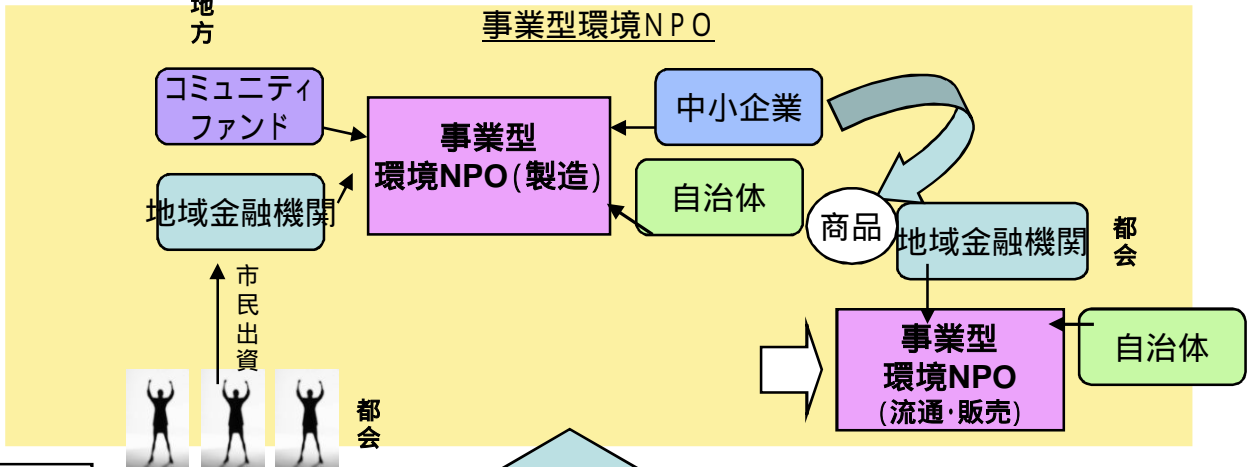 地方
事業型環境NPO
コミュニティ
ファンド
事業型
環境NPO(製造)
中小企業
地域金融機関
自治体
商品
地域金融機関
都会
市民出資
事業型
環境NPO
(流通・販売)
自治体
都会